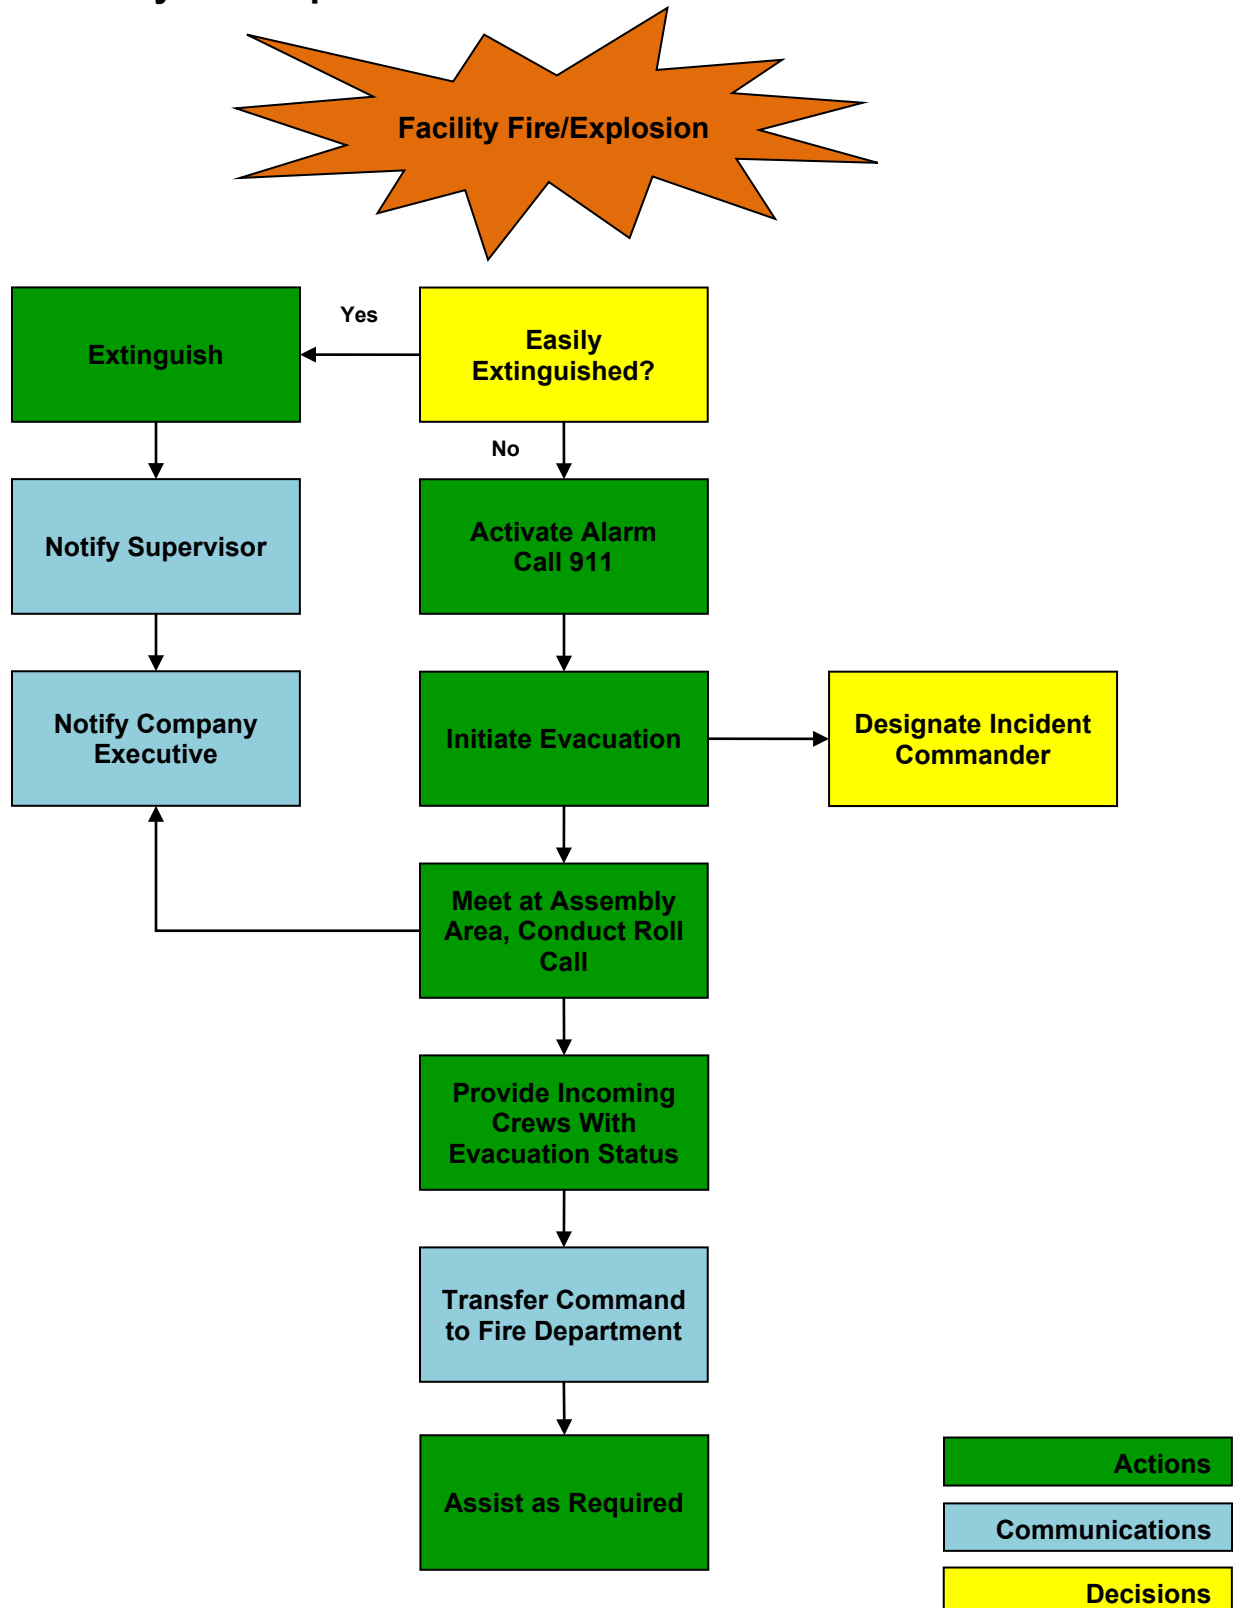 Facility Fire/Explosion
Yes
Extinguish
Easily
Extinguished?
No
Notify Supervisor
Activate Alarm
Call 911
Notify Company
Executive
Initiate Evacuation
Designate Incident
Commander
Meet at Assembly
Area, Conduct Roll
Call
Provide Incoming
Crews With
Evacuation Status
Transfer Command
to Fire Department
Assist as Required
Actions
Communications
Decisions